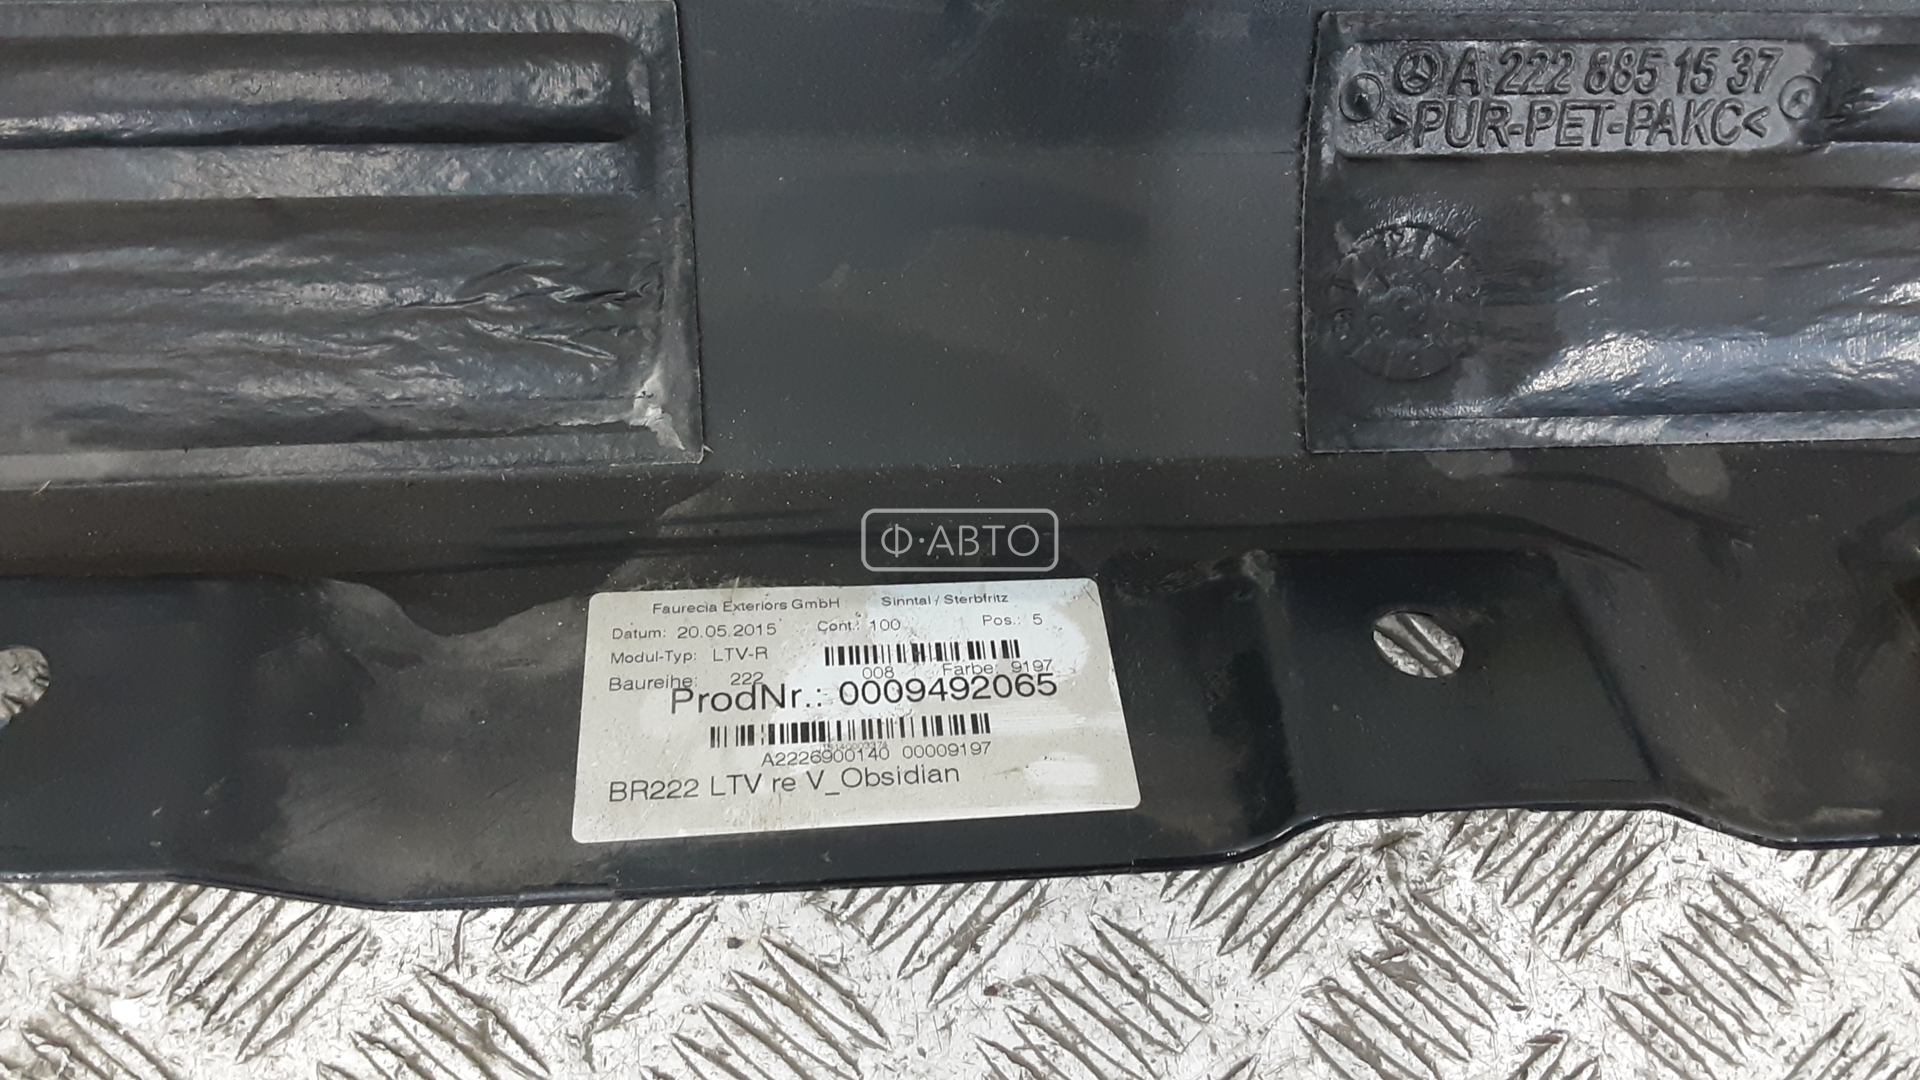 A 222 885 15 37
>PUR-PET-PAKC<
Ф·АВТО
Faurecia Exteriors GmbH Sinntal / Sterbfritz
Datum: 20.05.2015 Cont.: 100 Pos.: 5
Modul-Typ: LTV-R
Baureihe: 222 008 Farbe: 9197
ProdNr.: 0009492065
A2226900140 00009197
BR222 LTV re V_Obsidian